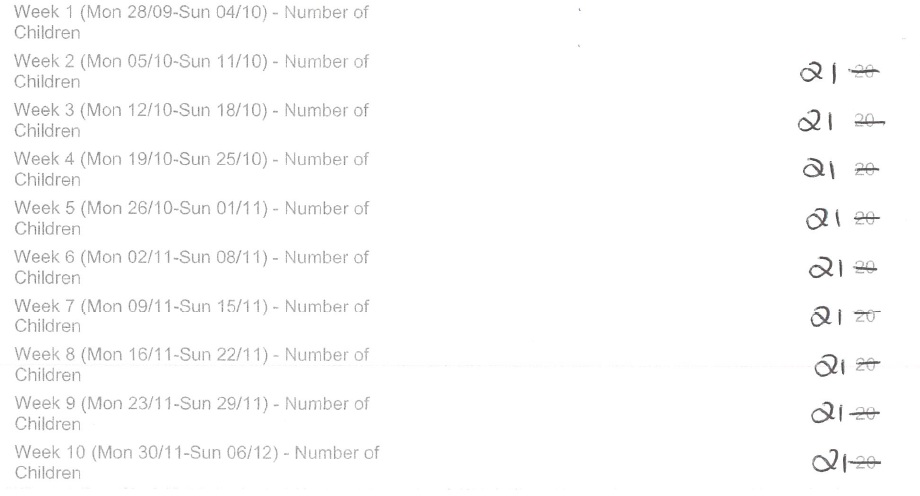 Week 1 (Mon 28/09-Sun 04/10) - Number of
Children
Week 2 (Mon 05/10-Sun 11/10) - Number of
Children
21 20
Week 3 (Mon 12/10-Sun 18/10) - Number of
Children
21 20
Week 4 (Mon 19/10-Sun 25/10) - Number of
Children
21 20
Week 5 (Mon 26/10-Sun 01/11) - Number of
Children
21 20
Week 6 (Mon 02/11-Sun 08/11) - Number of
Children
21 20
Week 7 (Mon 09/11-Sun 15/11) - Number of
Children
21 20
Week 8 (Mon 16/11-Sun 22/11) - Number of
Children
21 20
Week 9 (Mon 23/11-Sun 29/11) - Number of
Children
21 20
Week 10 (Mon 30/11-Sun 06/12) - Number of
Children
21 20